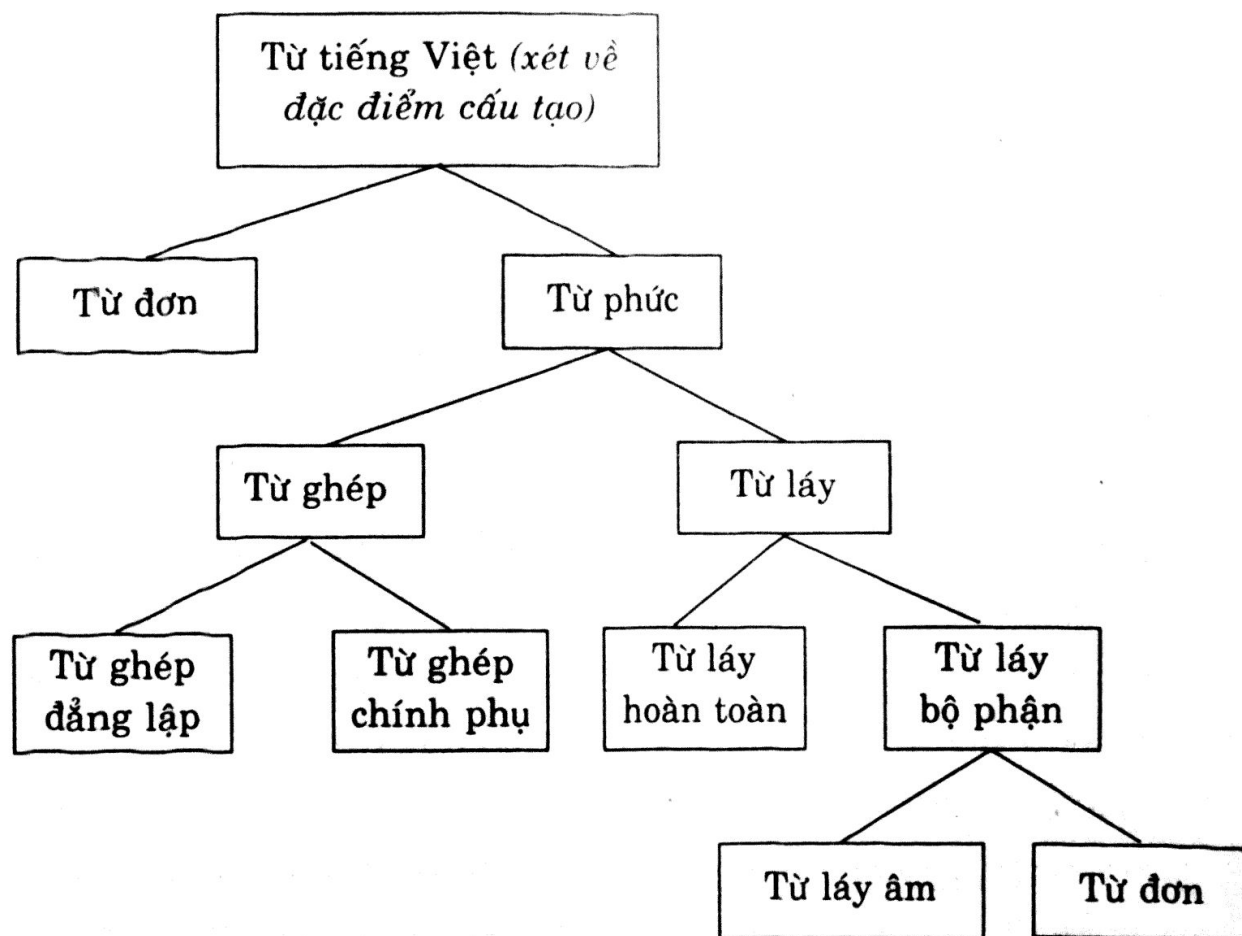 Từ tiếng Việt (xét về
đặc điểm cấu tạo)
Từ đơn
Từ phức
Từ ghép
Từ láy
Từ ghép
đẳng lập
Từ ghép
chính phụ
Từ láy
hoàn toàn
Từ láy
bộ phận
Từ láy âm
Từ đơn